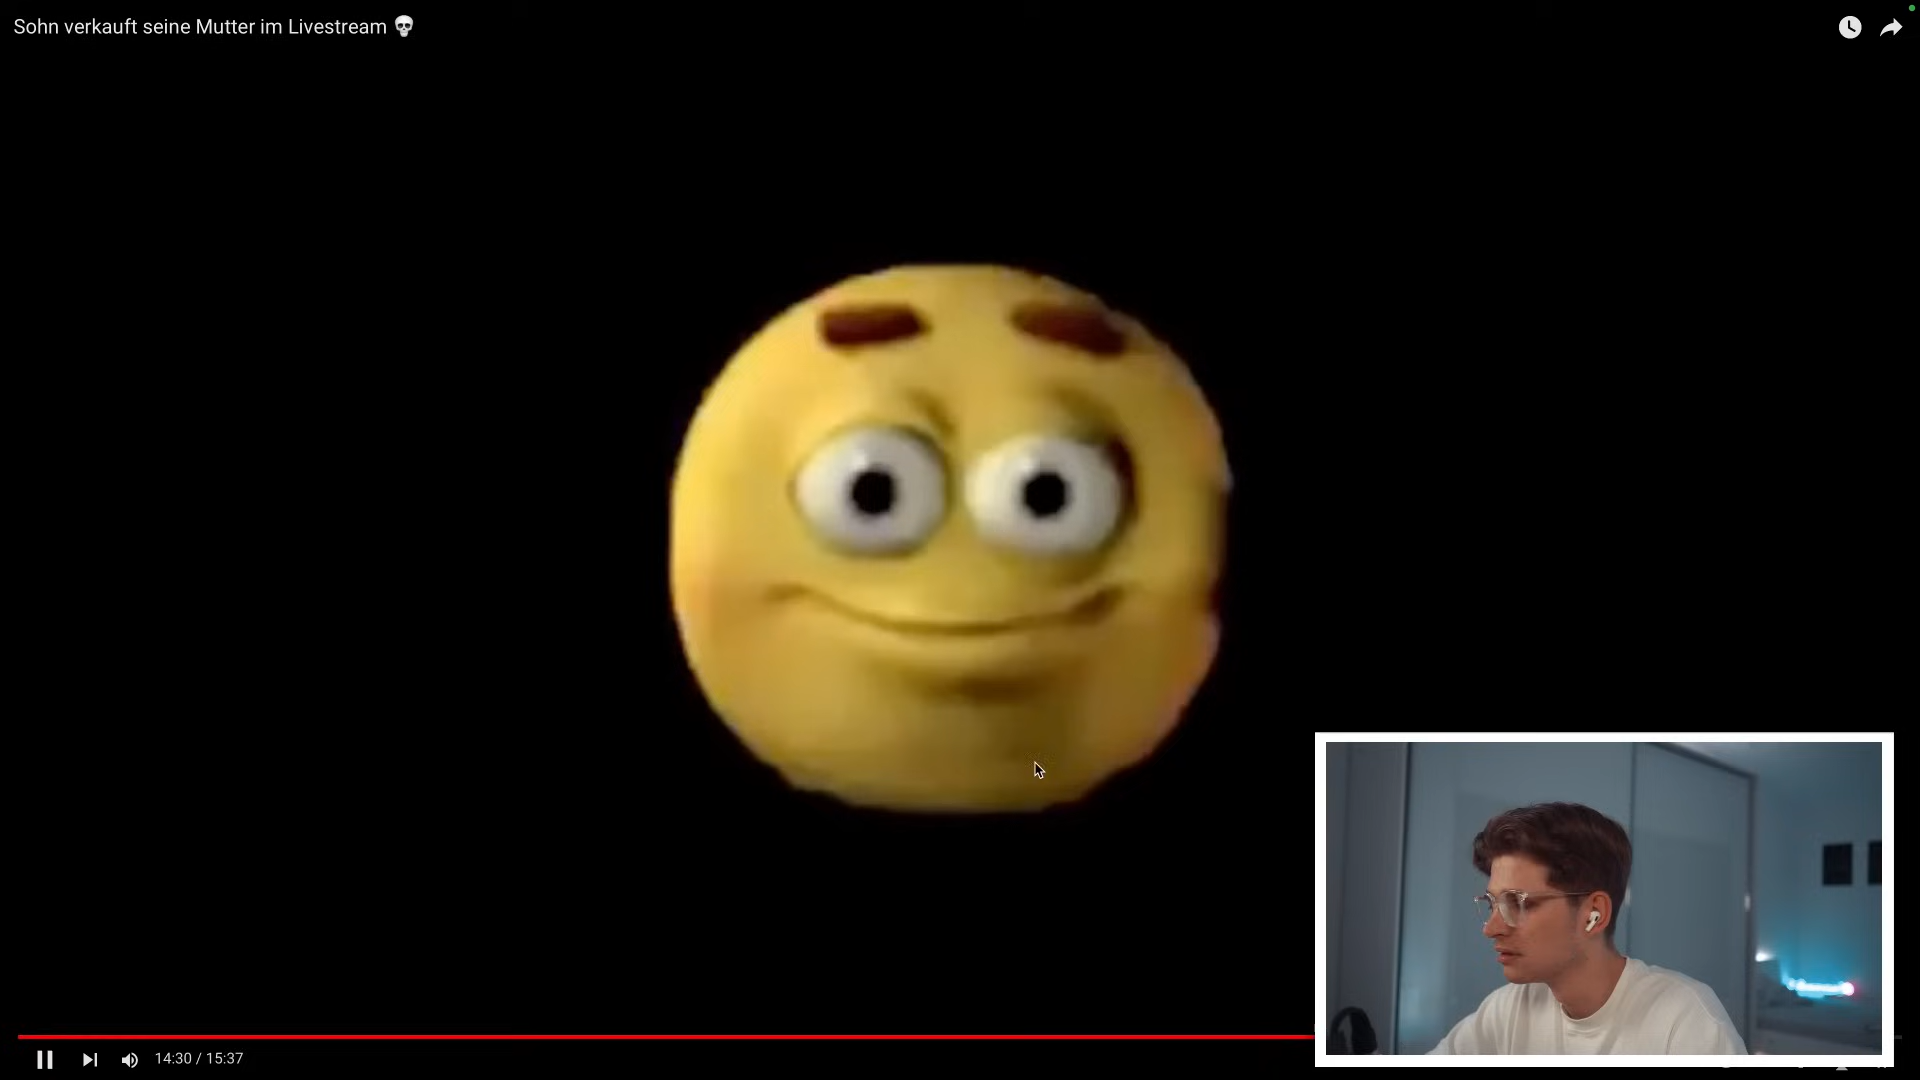 Sohn verkauft seine Mutter im Livestream 💀
14:30 / 15:37